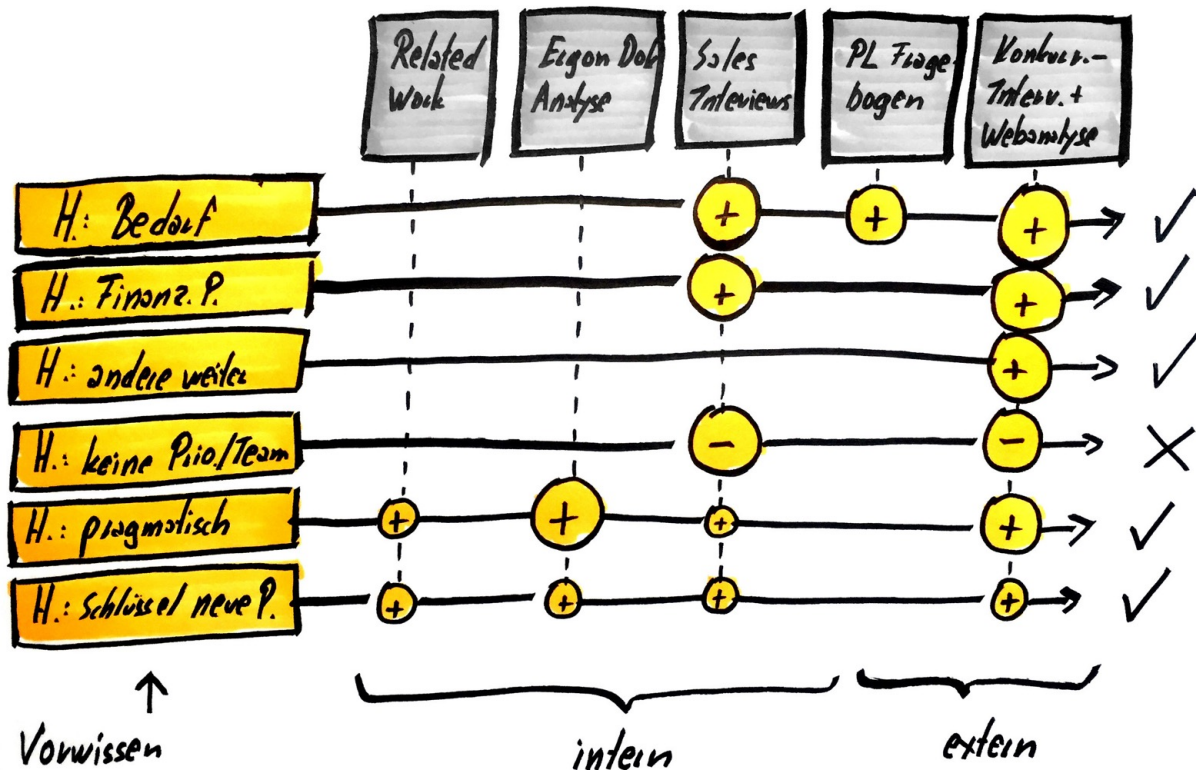 Related
Work
Ergon Dok
Analyse
Sales
Interviews
PL Frage-
bogen
Konkurr.-
Interv. +
Webanalyse
H.: Bedarf
+
+
+
✓
H.: Finanz. P.
+
+
✓
H.: andere weiter
+
✓
H.: keine Prio./Team
-
-
×
H.: pragmatisch
+
+
+
+
✓
H.: Schlüssel neue P.
+
+
+
+
✓
↑
Vorwissen
intern
extern